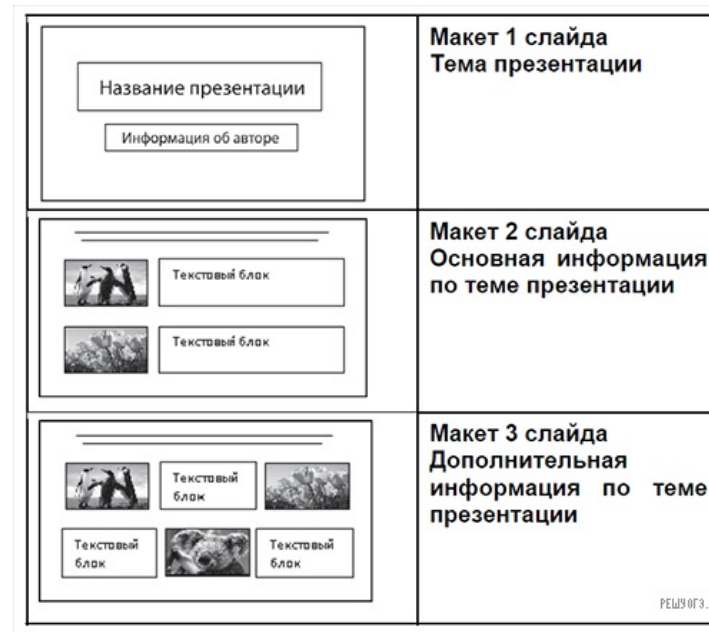 Название презентации
Информация об авторе
Макет 1 слайда
Тема презентации
Текстовый блок
Текстовый блок
Макет 2 слайда
Основная информация
по теме презентации
Текстовый
блок
Текстовый
блок
Текстовый
блок
Макет 3 слайда
Дополнительная
информация по теме
презентации
РЕШУОГЭ.